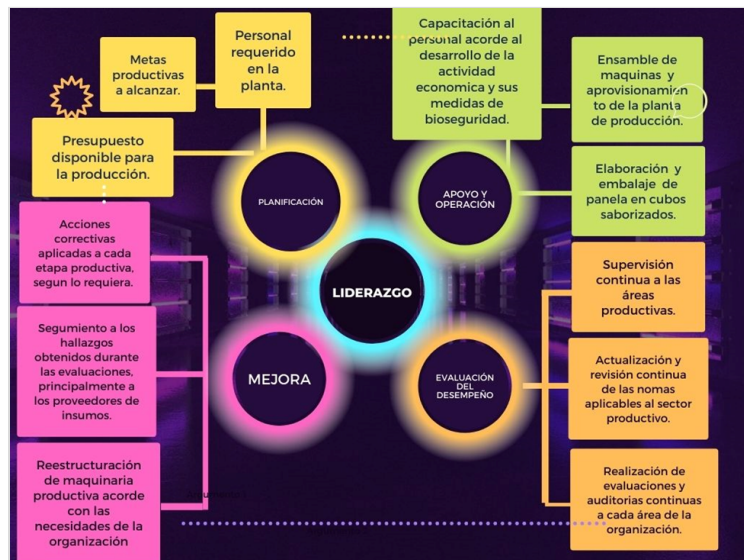 Metas
productivas
a alcanzar.
Personal
requerido
en la
planta.
Presupuesto
disponible para
la producción.
PLANIFICACIÓN
Capacitación al
personal acorde al
desarrollo de la
actividad
economica y sus
medidas de
bioseguridad.
Ensamble de
maquinas y
aprovisionamien
to de la planta
de producción.
Elaboración y
embalaje de
panela en cubos
saborizados.
APOYO Y
OPERACIÓN
LIDERAZGO
Acciones
correctivas
aplicadas a cada
etapa productiva,
segun lo requiera.
Segumiento a los
hallazgos
obtenidos durante
las evaluaciones,
principalmente a
los proveedores de
insumos.
Reestructuración
de maquinaria
productiva acorde
con las
necesidades de la
organización
MEJORA
EVALUACIÓN
DEL
DESEMPEÑO
Supervisión
continua a las
áreas
productivas.
Actualización y
revisión continua
de las nomas
aplicables al sector
productivo.
Realización de
evaluaciones y
auditorias continuas
a cada área de la
organización.